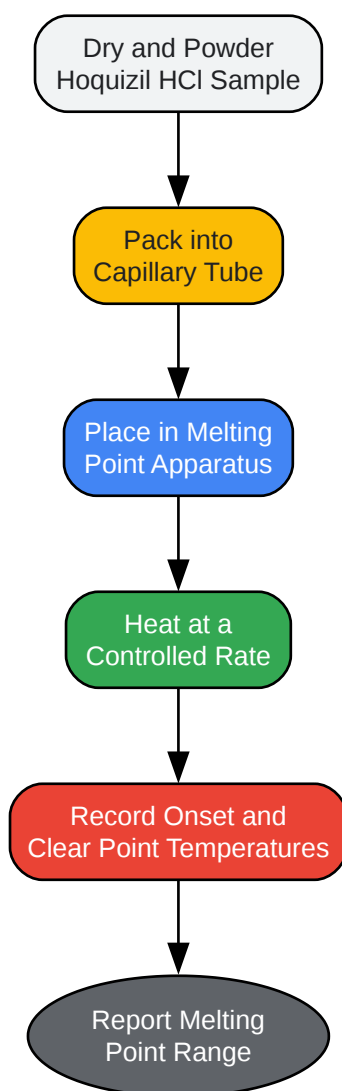 Dry and Powder
Hoquizil HCl Sample
Pack into
Capillary Tube
Place in Melting
Point Apparatus
Heat at a
Controlled Rate
Record Onset and
Clear Point Temperatures
Report Melting
Point Range